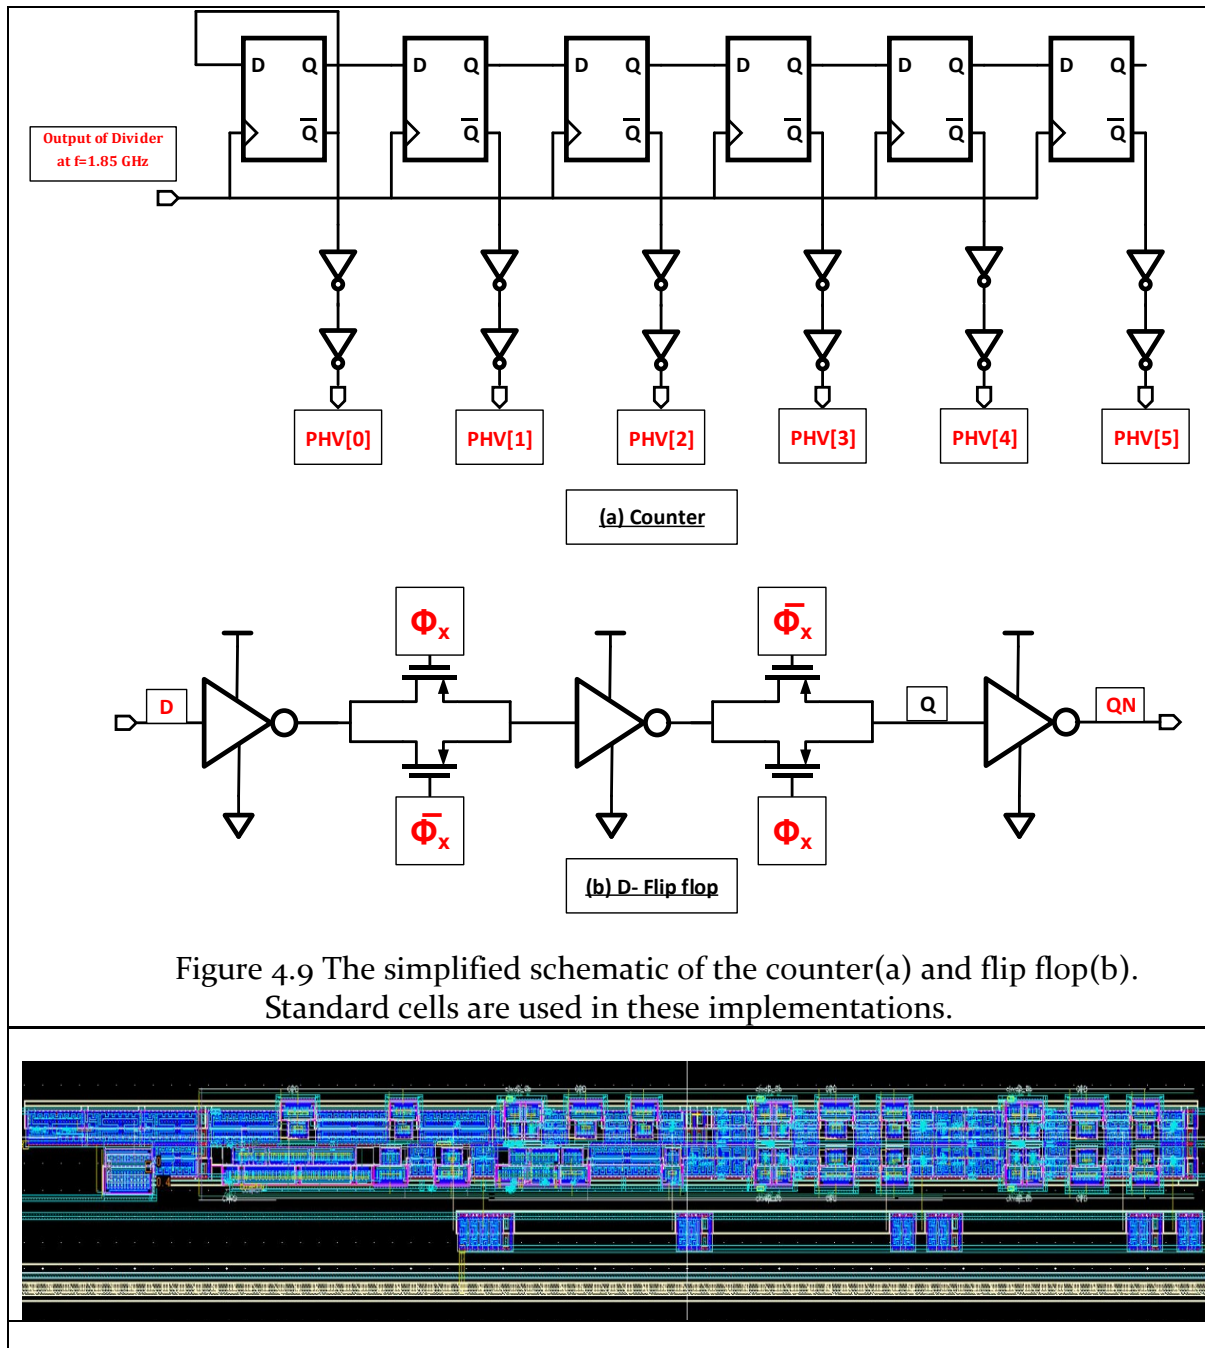 D Q D Q D Q D Q D Q D Q
Q̅ Q̅ Q̅ Q̅ Q̅ Q̅
Output of Divider
at f=1.85 GHz
PHV[0] PHV[1] PHV[2] PHV[3] PHV[4] PHV[5]
(a) Counter
Φx Φ̅x
D Q QN
Φ̅x Φx
(b) D- Flip flop
Figure 4.9 The simplified schematic of the counter(a) and flip flop(b).
Standard cells are used in these implementations.